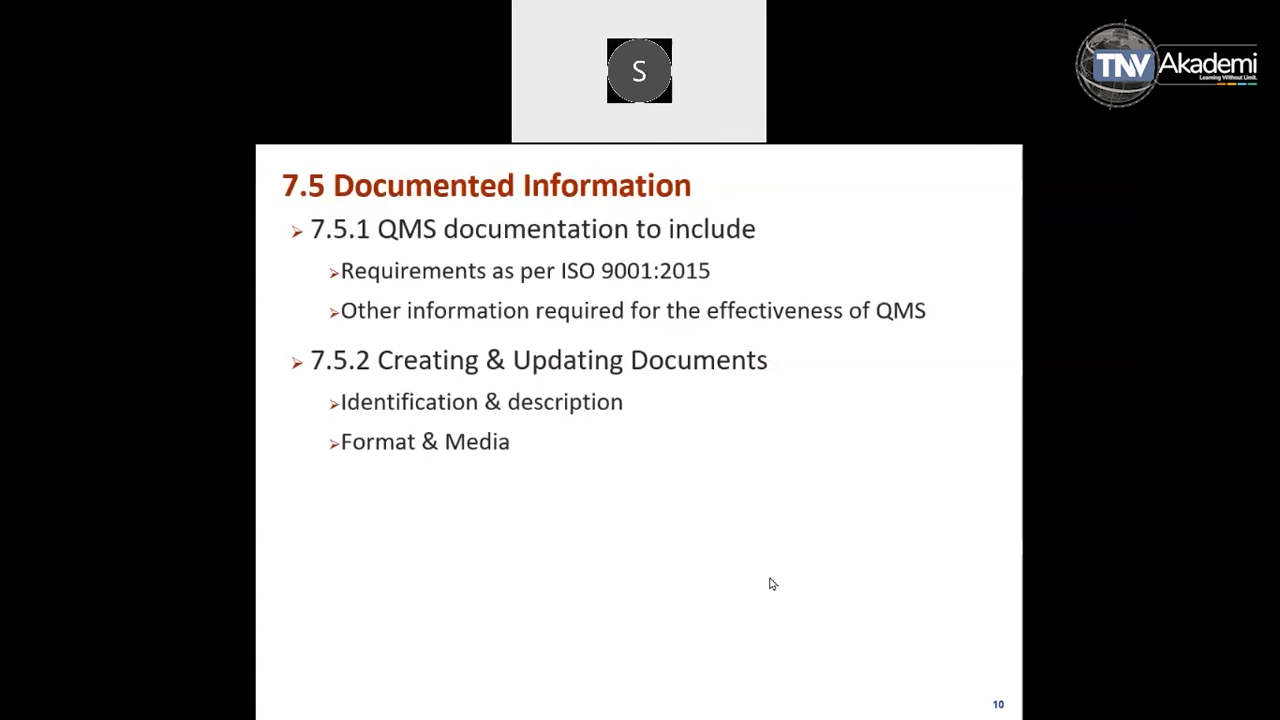 S
TNV Akademi
Learning Without Limit.
7.5 Documented Information
7.5.1 QMS documentation to include
Requirements as per ISO 9001:2015
Other information required for the effectiveness of QMS
7.5.2 Creating & Updating Documents
Identification & description
Format & Media
10